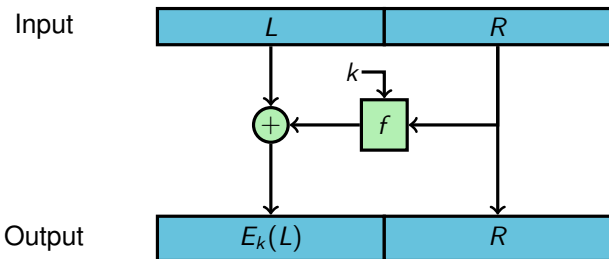 Input L R
k
+ f
Output E_k(L) R